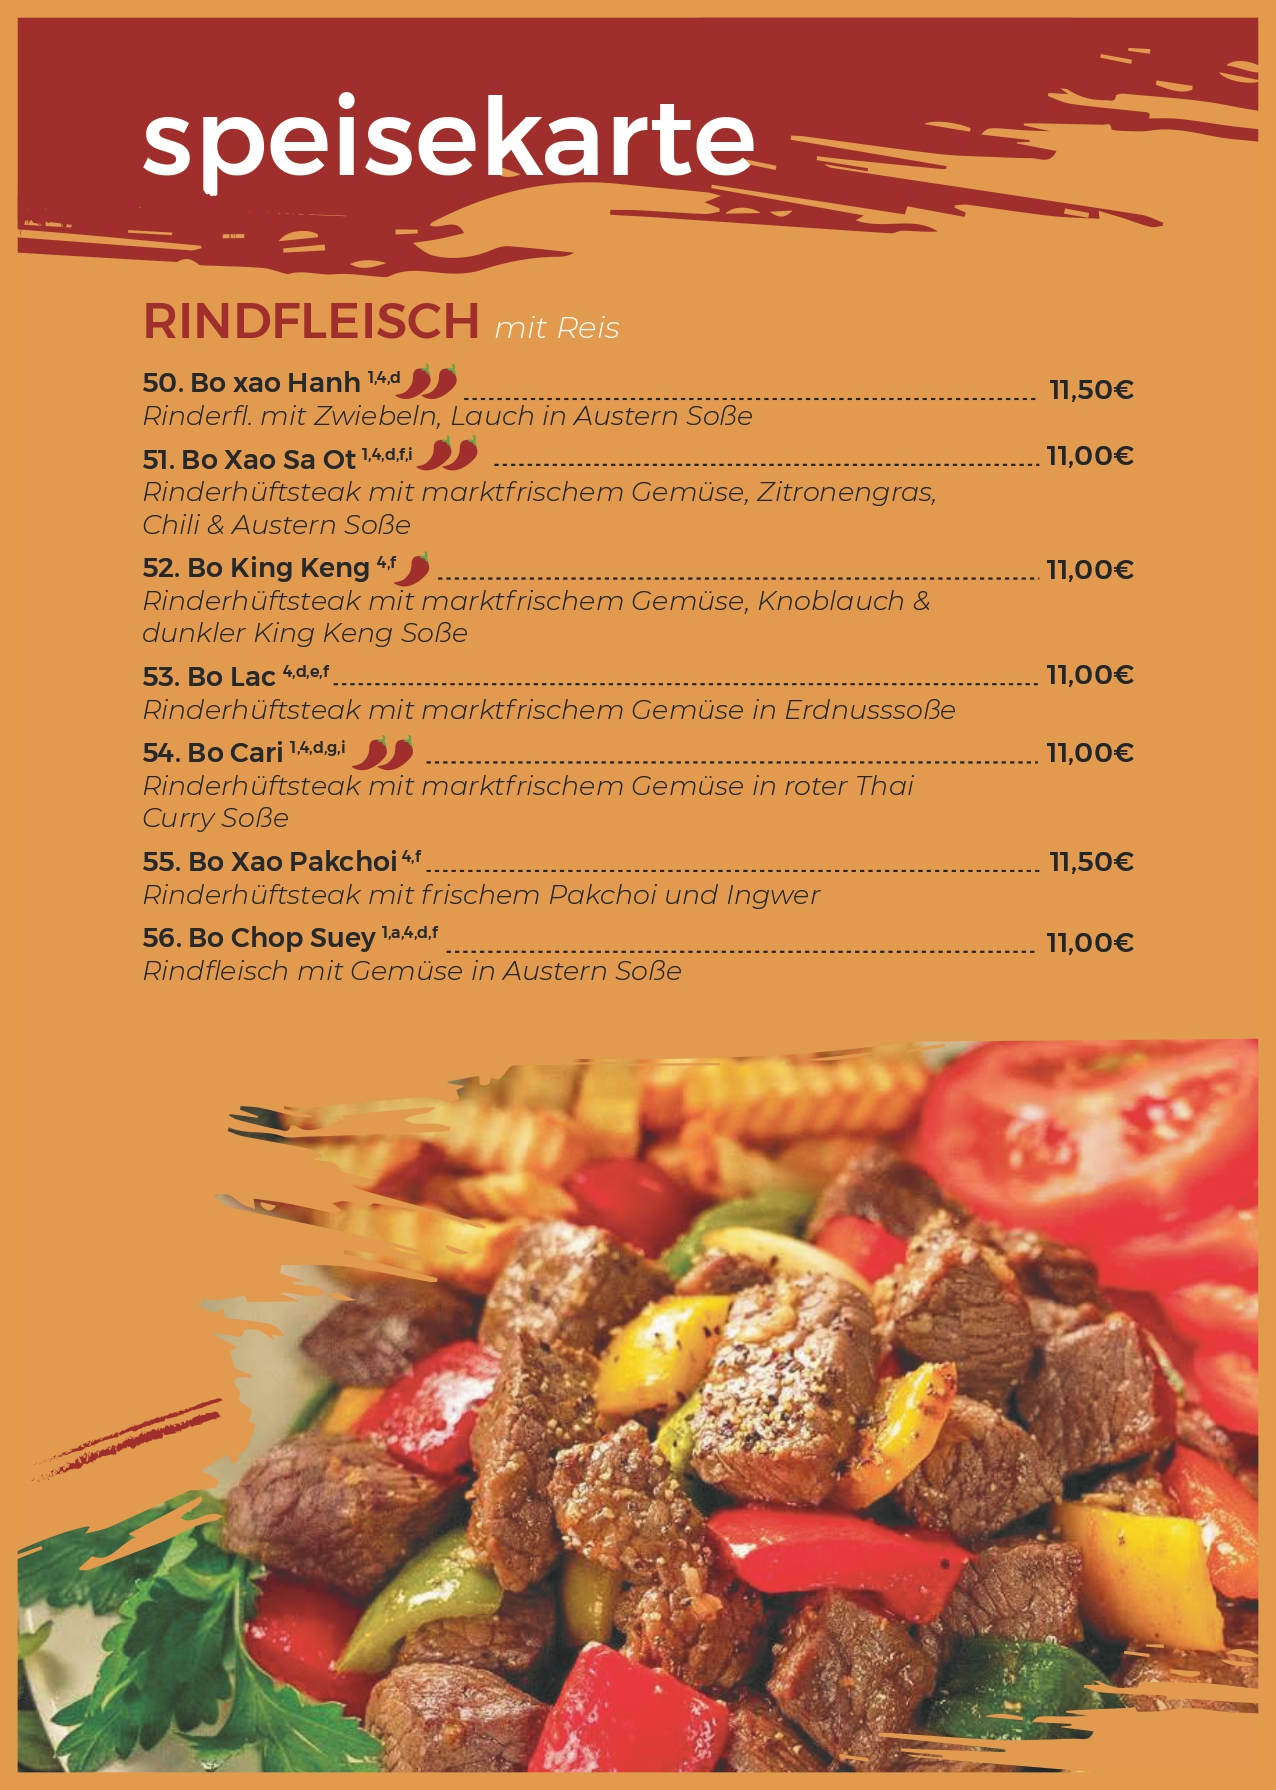 speisekarte
RINDFLEISCH mit Reis
50. Bo xao Hanh 1,4,d 11,50€
Rinderfl. mit Zwiebeln, Lauch in Austern Soße
51. Bo Xao Sa Ot 1,4,d,f,i 11,00€
Rinderhüftsteak mit marktfrischem Gemüse, Zitronengras,
Chili & Austern Soße
52. Bo King Keng 4,f 11,00€
Rinderhüftsteak mit marktfrischem Gemüse, Knoblauch &
dunkler King Keng Soße
53. Bo Lac 4,d,e,f 11,00€
Rinderhüftsteak mit marktfrischem Gemüse in Erdnusssoße
54. Bo Cari 1,4,d,g,i 11,00€
Rinderhüftsteak mit marktfrischem Gemüse in roter Thai
Curry Soße
55. Bo Xao Pakchoi 4,f 11,50€
Rinderhüftsteak mit frischem Pakchoi und Ingwer
56. Bo Chop Suey 1,a,4,d,f 11,00€
Rindfleisch mit Gemüse in Austern Soße